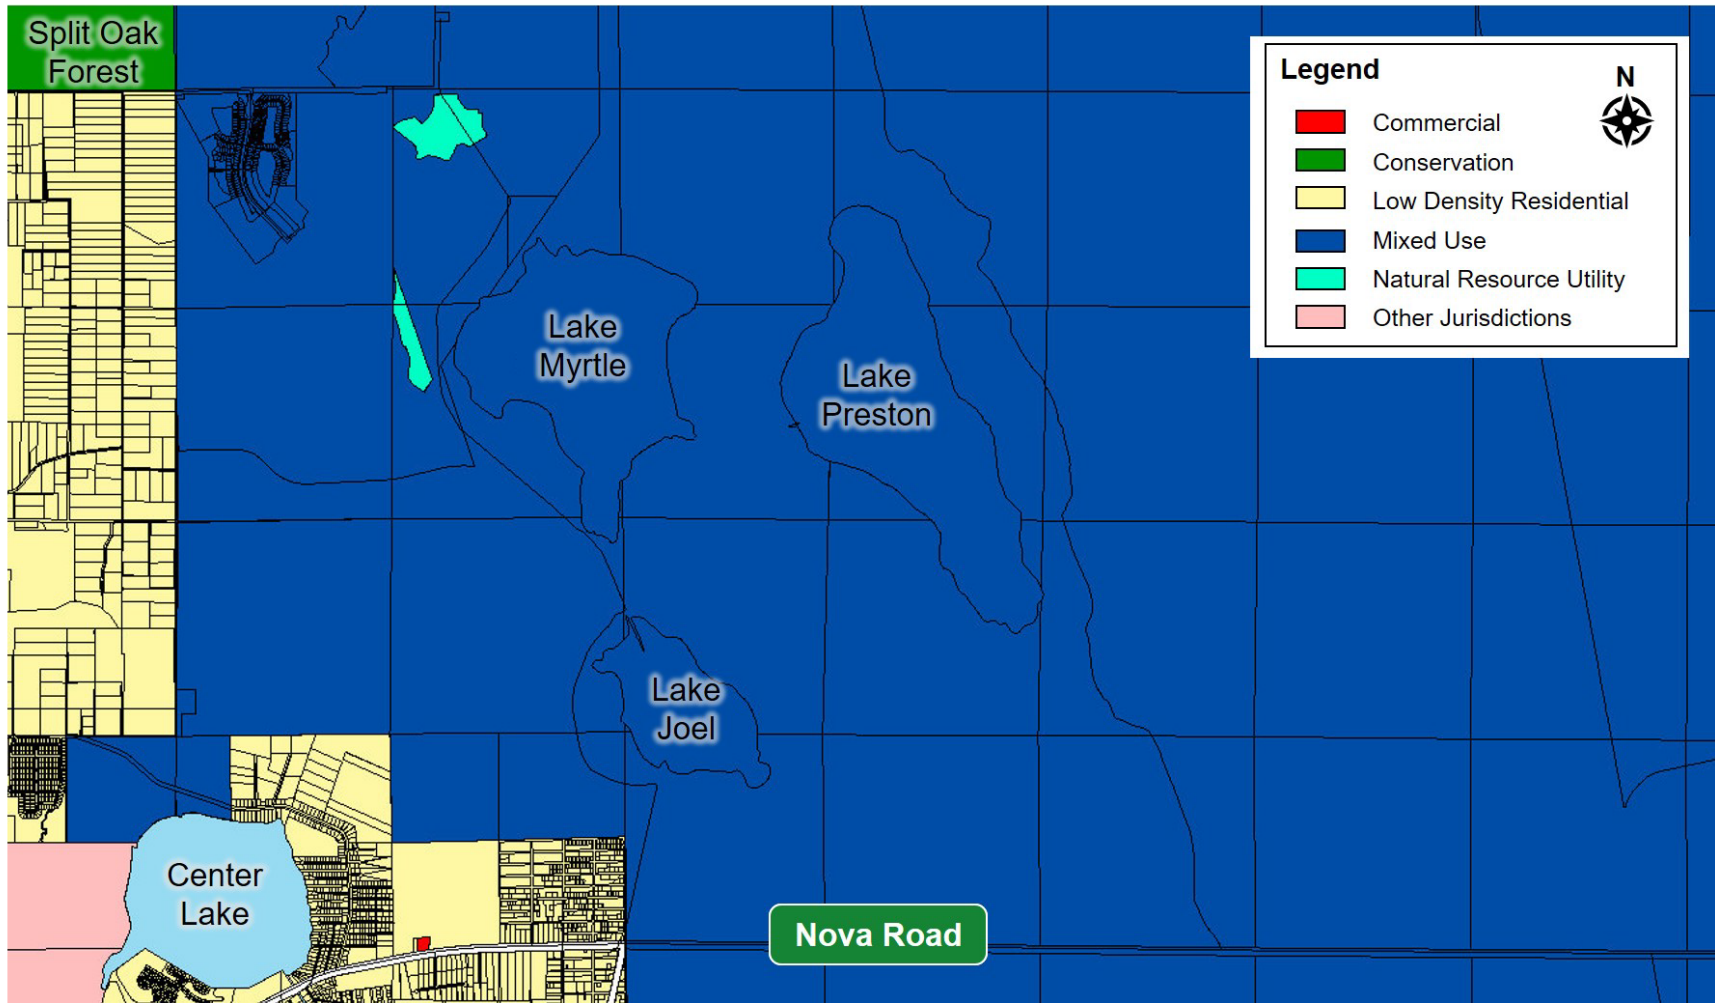 Split Oak
Forest
Legend
N
Commercial
Conservation
Low Density Residential
Mixed Use
Natural Resource Utility
Other Jurisdictions
Lake
Myrtle
Lake
Preston
Lake
Joel
Center
Lake
Nova Road